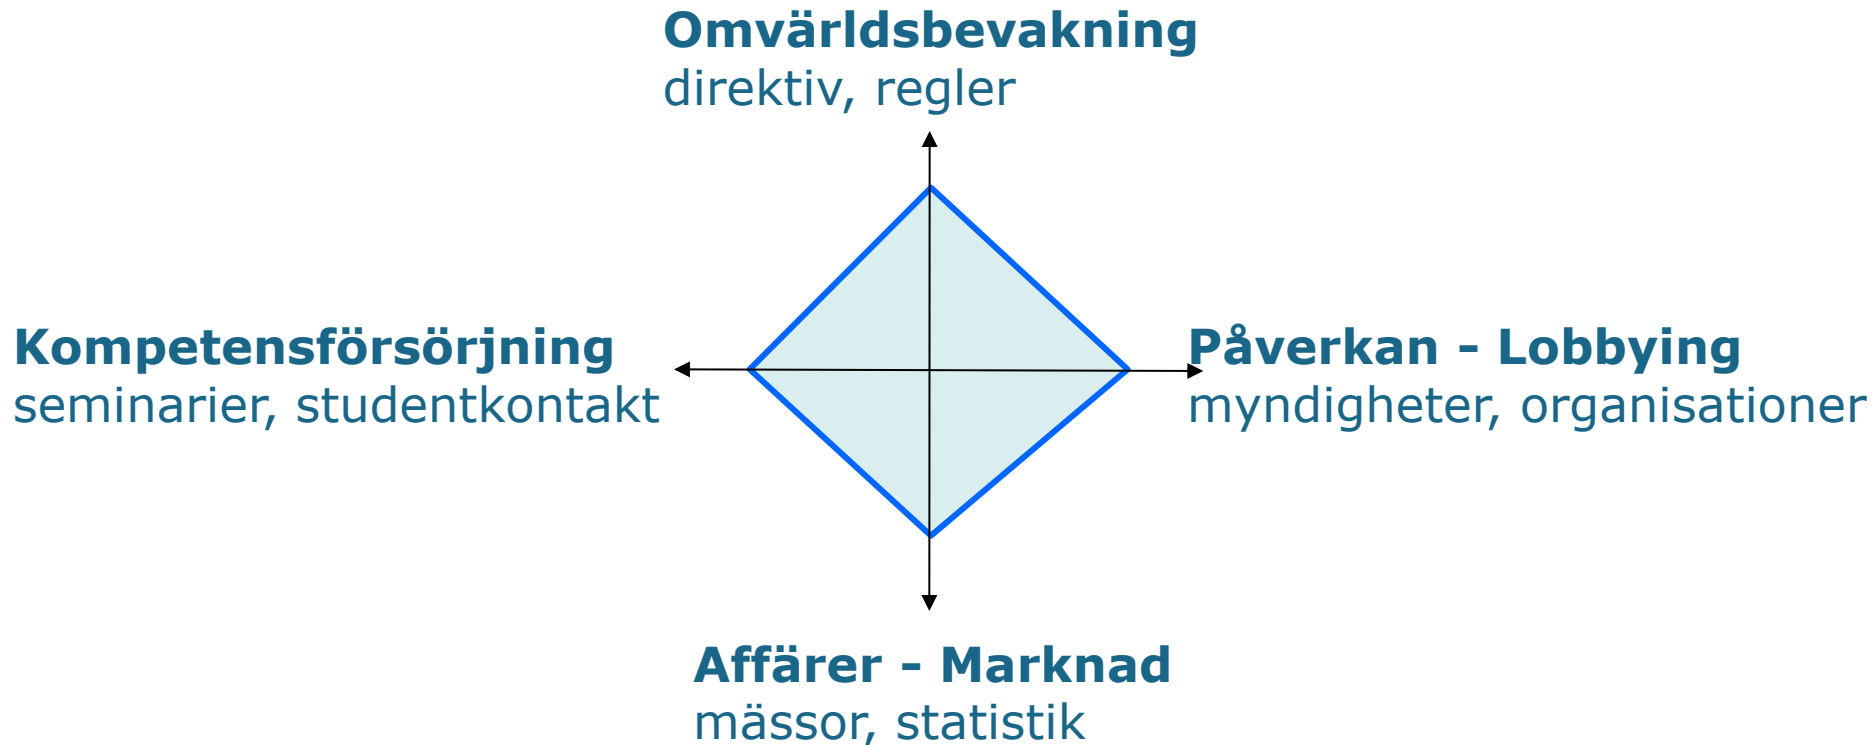 Omvärldsbevakning
direktiv, regler
Kompetensförsörjning
seminarier, studentkontakt
Påverkan – Lobbying
myndigheter, organisationer
Affärer – Marknad
mässor, statistik